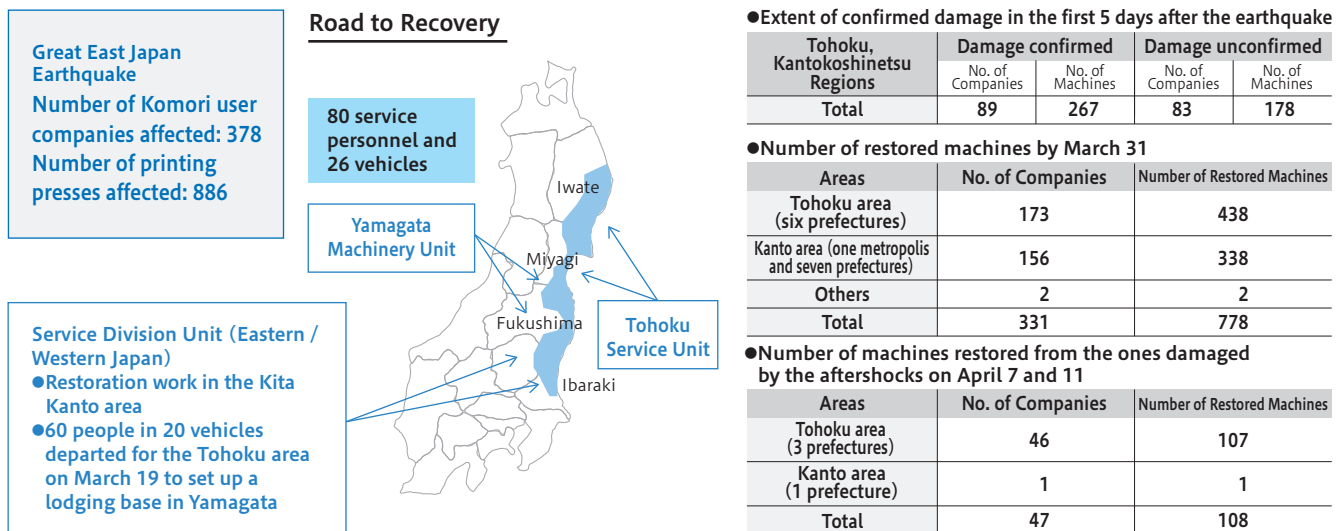 Great East Japan
Earthquake
Number of Komori user
companies affected: 378
Number of printing
presses affected: 886
Road to Recovery
80 service
personnel and
26 vehicles
Yamagata
Machinery Unit
Iwate
Miyagi
Fukushima
Ibaraki
Tohoku
Service Unit
Service Division Unit (Eastern /
Western Japan)
●Restoration work in the Kita
Kanto area
●60 people in 20 vehicles
departed for the Tohoku area
on March 19 to set up a
lodging base in Yamagata
●Extent of confirmed damage in the first 5 days after the earthquake
Tohoku,
Kantokoshinetsu
Regions
Damage confirmed Damage unconfirmed
No. of
Companies
No. of
Machines
No. of
Companies
No. of
Machines
Total 89 267 83 178
●Number of restored machines by March 31
Areas No. of Companies Number of Restored Machines
Tohoku area
(six prefectures)
173 438
Kanto area (one metropolis
and seven prefectures)
156 338
Others 2 2
Total 331 778
●Number of machines restored from the ones damaged
by the aftershocks on April 7 and 11
Areas No. of Companies Number of Restored Machines
Tohoku area
(3 prefectures)
46 107
Kanto area
(1 prefecture)
1 1
Total 47 108